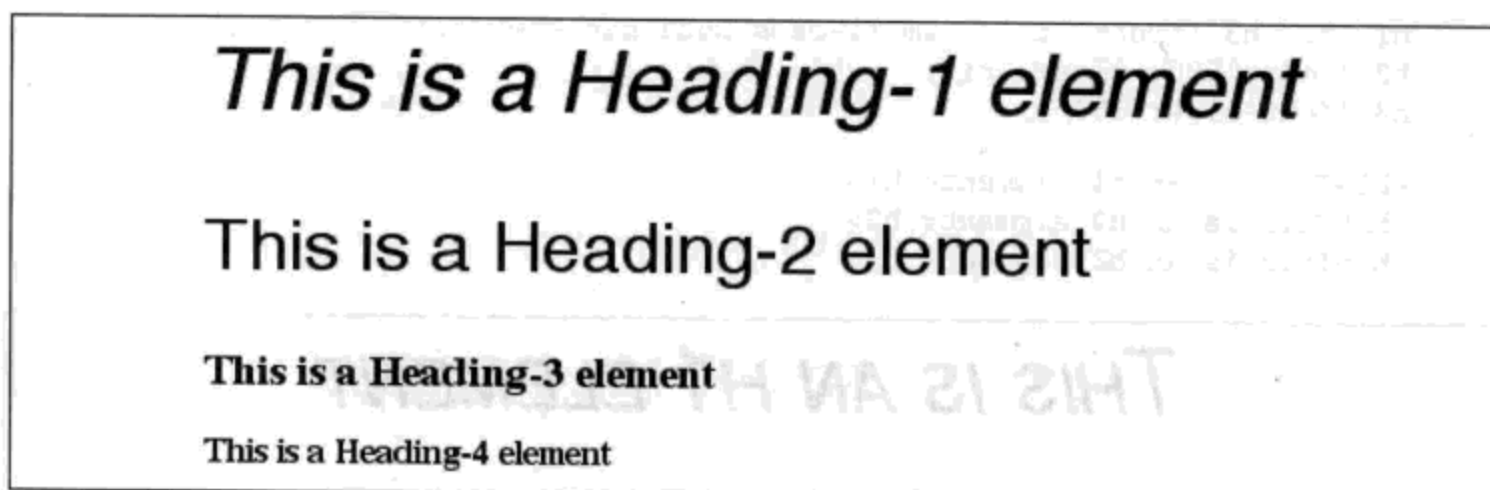 This is a Heading-1 element
This is a Heading-2 element
This is a Heading-3 element
This is a Heading-4 element